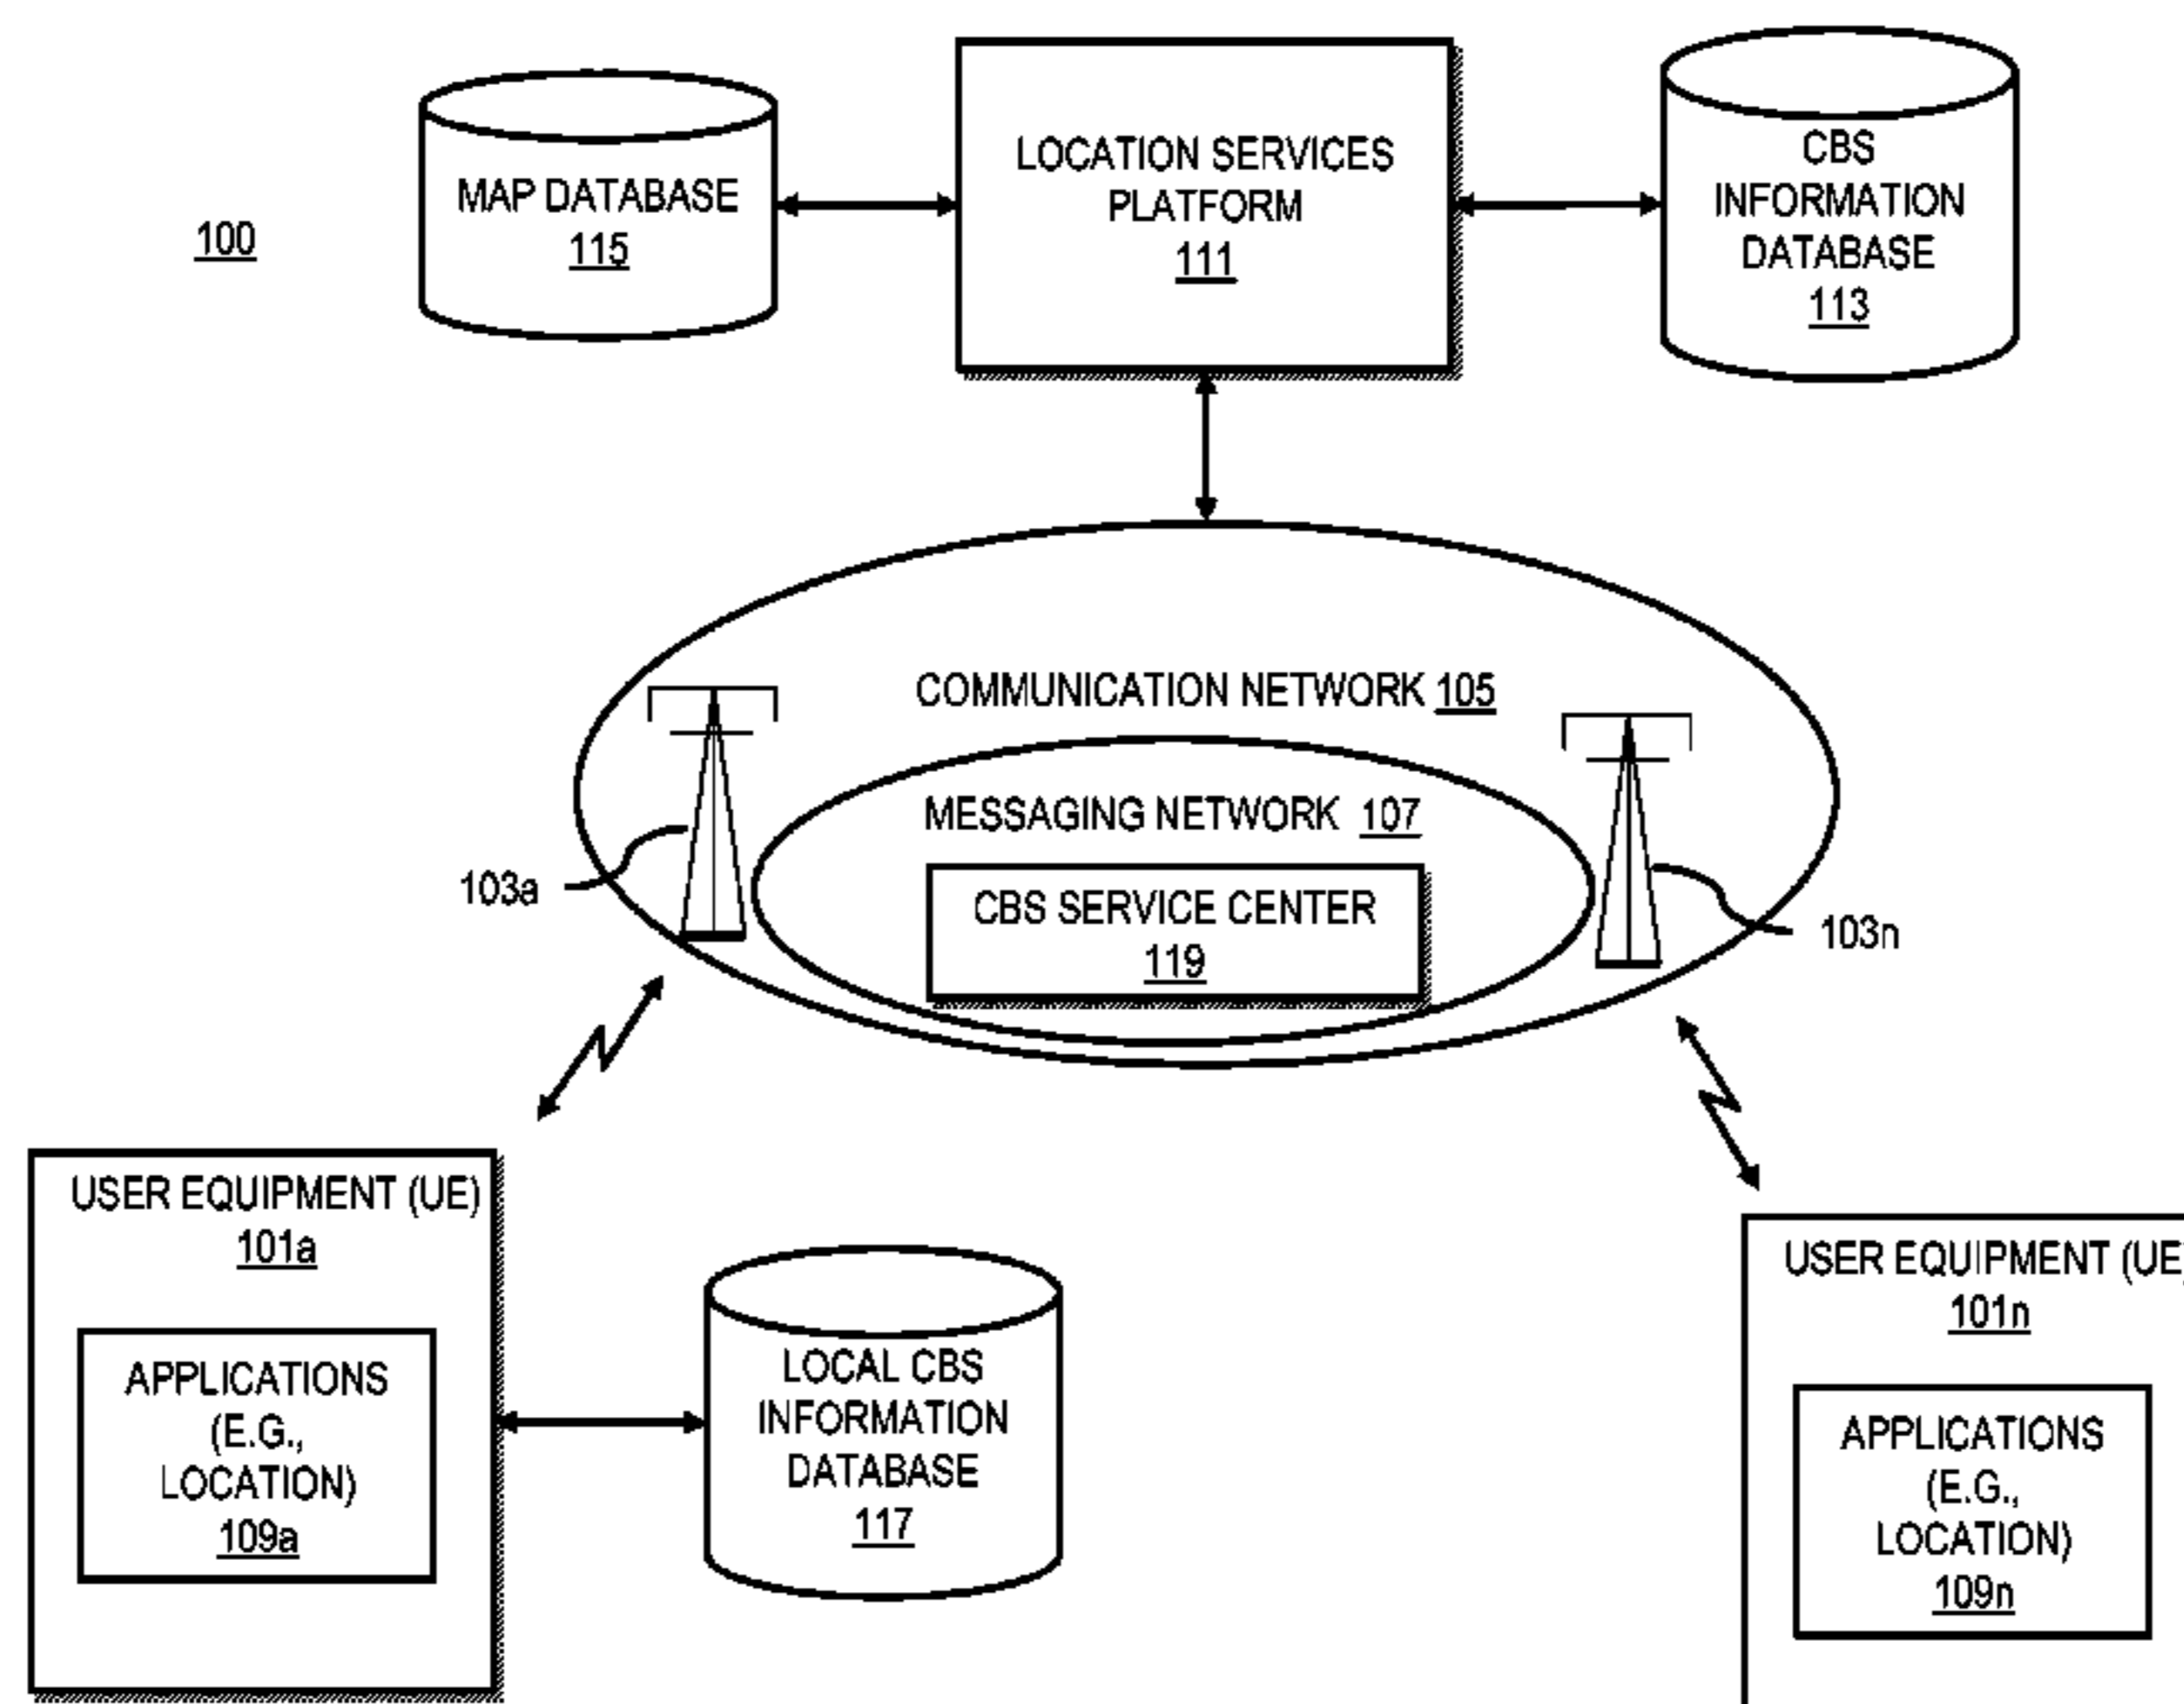 100
MAP DATABASE
115
LOCATION SERVICES
PLATFORM
111
CBS
INFORMATION
DATABASE
113
COMMUNICATION NETWORK 105
MESSAGING NETWORK 107
CBS SERVICE CENTER
119
103a
103n
USER EQUIPMENT (UE)
101a
APPLICATIONS
(E.G.,
LOCATION)
109a
LOCAL CBS
INFORMATION
DATABASE
117
USER EQUIPMENT (UE
101n
APPLICATIONS
(E.G.,
LOCATION)
109n